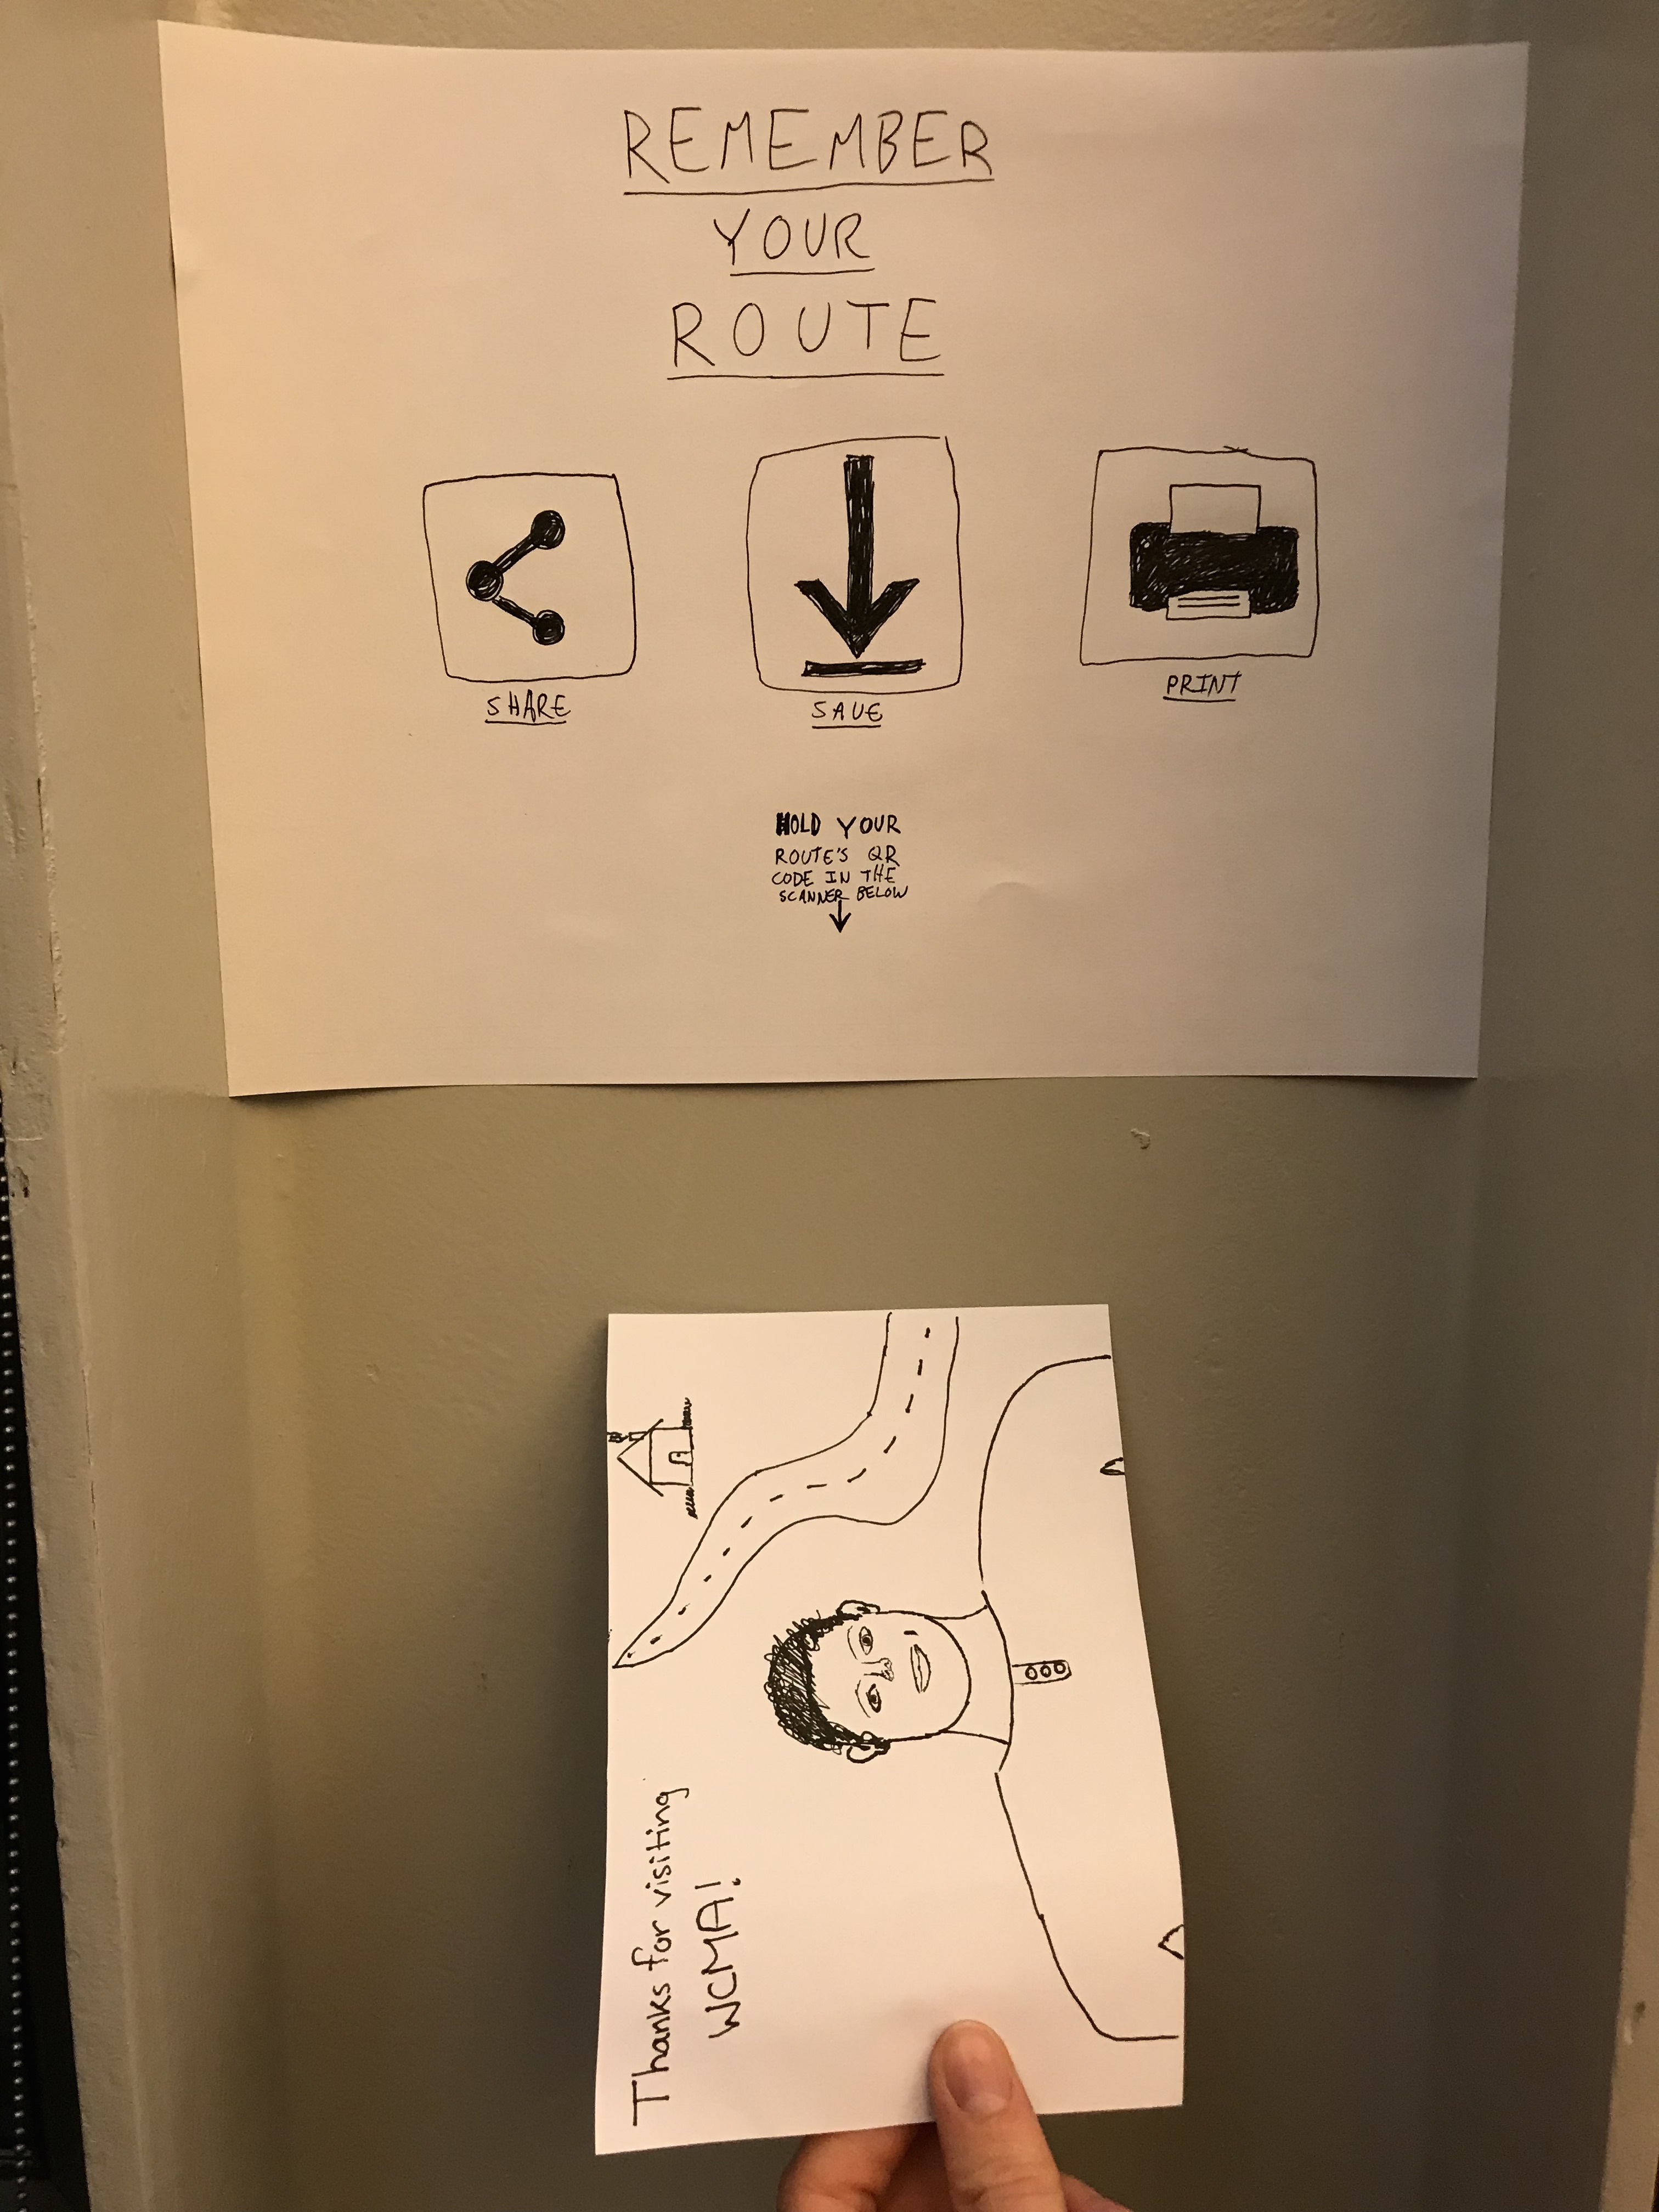 REMEMBER
YOUR
ROUTE
SHARE
SAVE
PRINT
HOLD YOUR
ROUTE'S QR
CODE IN THE
SCANNER BELOW
Thanks for visiting
WCMA!